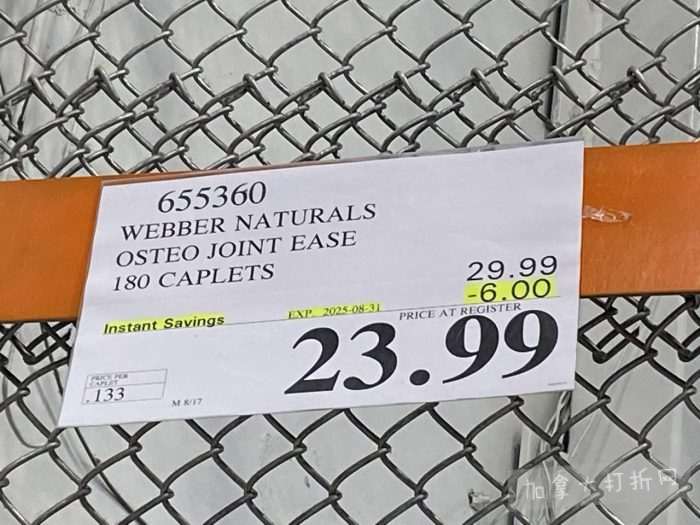 655360
WEBBER NATURALS
OSTEO JOINT EASE
180 CAPLETS
29.99
-6.00
Instant Savings
EXP. 2025-08-31
PRICE AT REGISTER
23.99
PRICE PER
CAPLET
.133
M 8/17
加拿大打折网